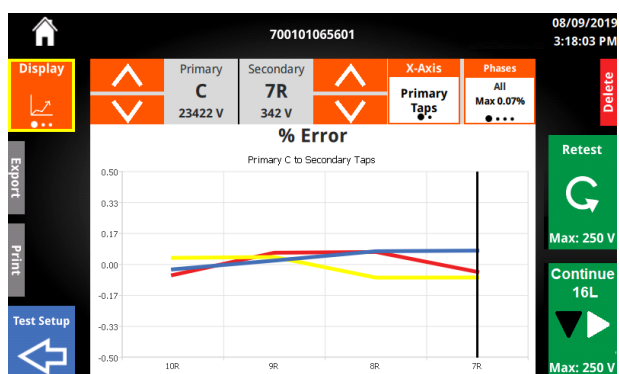 700101065601
08/09/2019
3:18:03 PM
Display
Primary
C
23422 V
Secondary
7R
342 V
X-Axis
Primary
Taps
Phases
All
Max 0.07%
Delete
Export
Print
Test Setup
Retest
Max: 250 V
Continue
16L
Max: 250 V
% Error
Primary C to Secondary Taps
0.50
0.33
0.17
0.00
-0.17
-0.33
-0.50
10R
9R
8R
7R